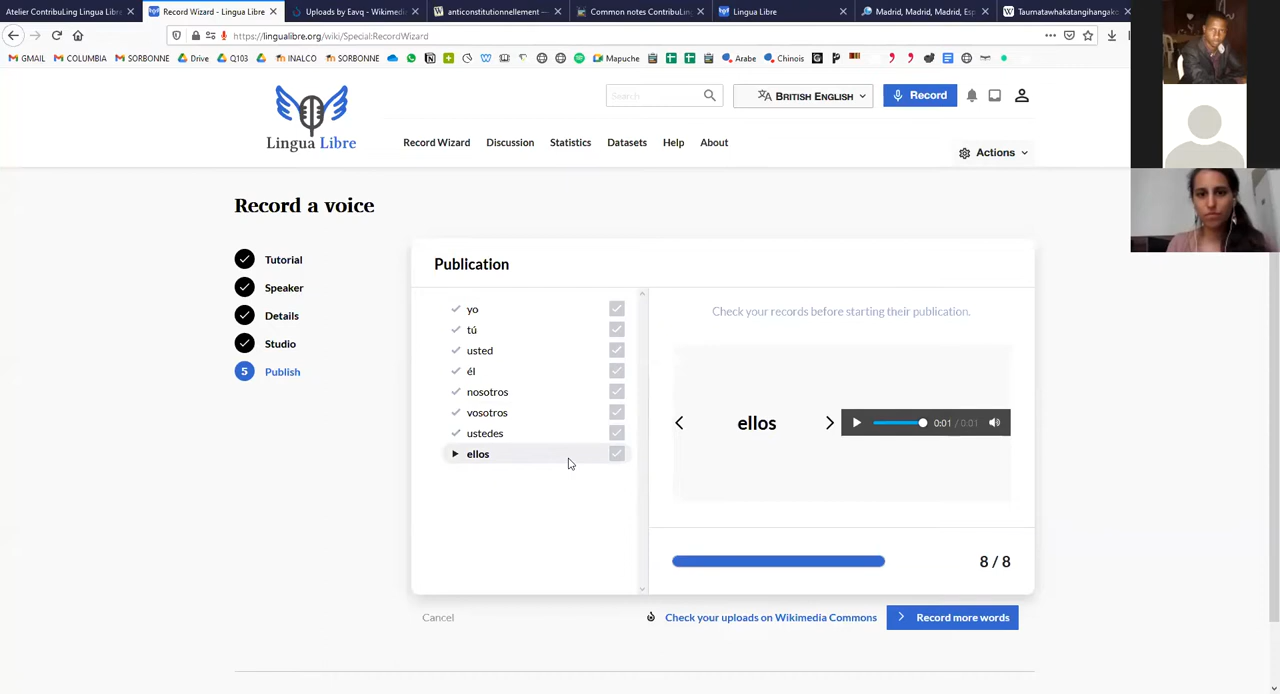 Atelier ContribuLing Lingua Libre
Record Wizard - Lingua Libre
Uploads by Eavq - Wikimedia
anticonstitutionnellement —
Common notes ContribuLing
Lingua Libre
Madrid, Madrid, Madrid, Esp
Taumatawhakatangihangako
https://lingualibre.org/wiki/Special:RecordWizard
GMAIL
COLUMBIA
SORBONNE
Drive
Q103
INALCO
SORBONNE
Mapuche
Arabe
Chinois
Search
BRITISH ENGLISH
Record
Lingua Libre
Record Wizard
Discussion
Statistics
Datasets
Help
About
Actions
Record a voice
Tutorial
Speaker
Details
Studio
5 Publish
Publication
yo
tú
usted
él
nosotros
vosotros
ustedes
ellos
Check your records before starting their publication.
ellos
0:01 / 0:01
8 / 8
Cancel
Check your uploads on Wikimedia Commons
Record more words